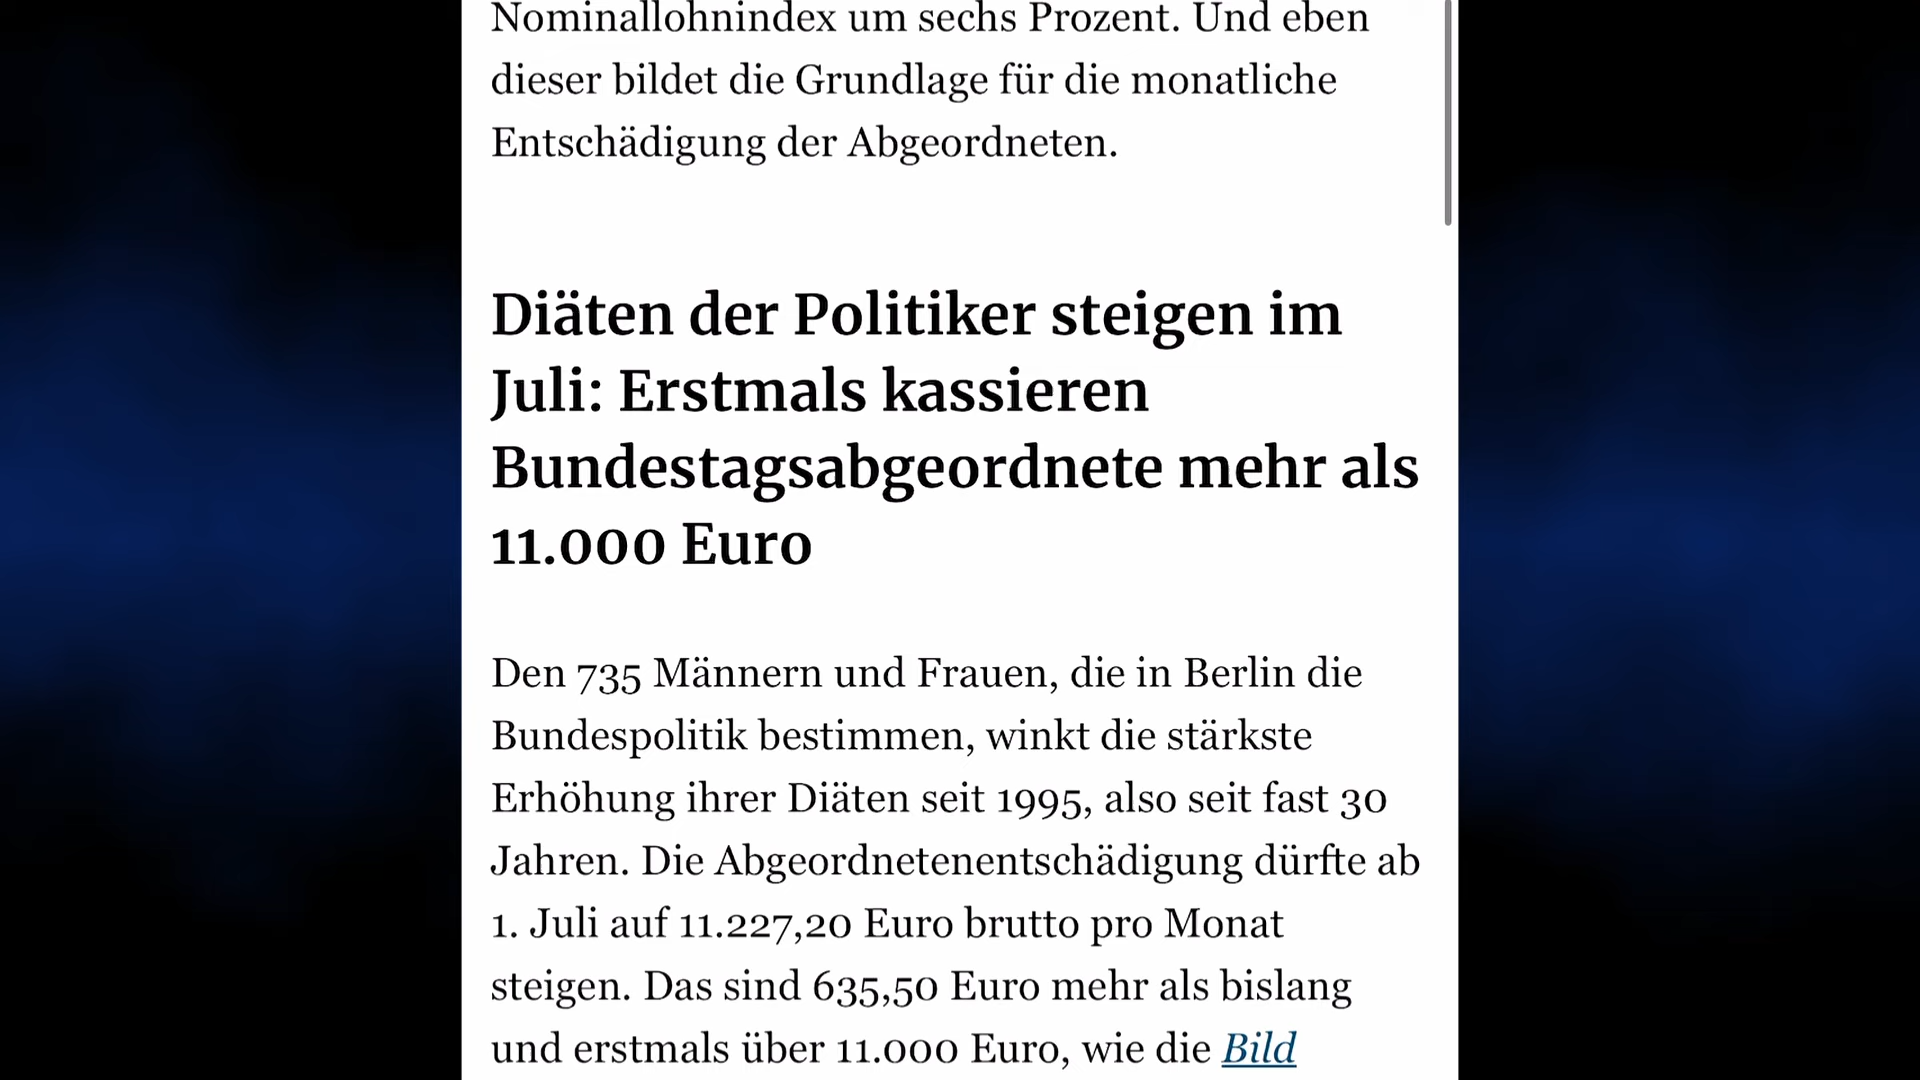 Nominallohnindex um sechs Prozent. Und eben
dieser bildet die Grundlage für die monatliche
Entschädigung der Abgeordneten.
Diäten der Politiker steigen im
Juli: Erstmals kassieren
Bundestagsabgeordnete mehr als
11.000 Euro
Den 735 Männern und Frauen, die in Berlin die
Bundespolitik bestimmen, winkt die stärkste
Erhöhung ihrer Diäten seit 1995, also seit fast 30
Jahren. Die Abgeordnetenentschädigung dürfte ab
1. Juli auf 11.227,20 Euro brutto pro Monat
steigen. Das sind 635,50 Euro mehr als bislang
und erstmals über 11.000 Euro, wie die Bild